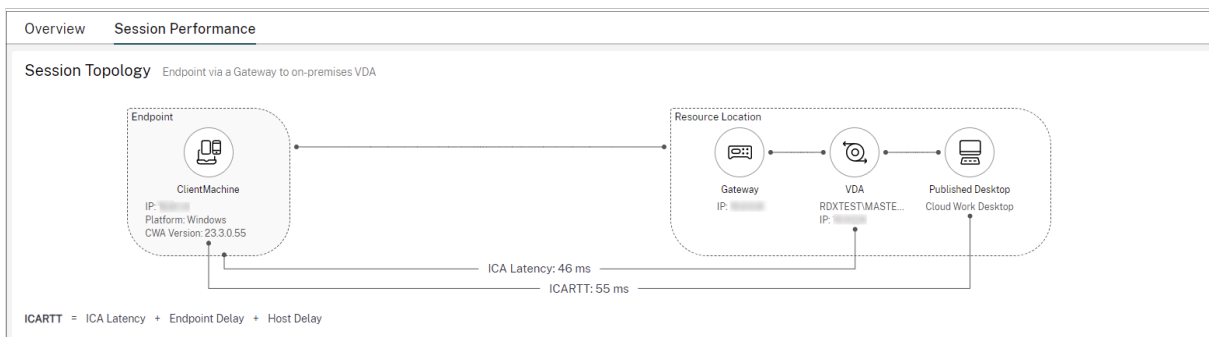 Overview Session Performance
Session Topology Endpoint via a Gateway to on-premises VDA
Endpoint
Resource Location
ClientMachine
IP:
Platform: Windows
CWA Version: 23.3.0.55
Gateway
IP:
VDA
RDXTEST\MASTE...
IP:
Published Desktop
Cloud Work Desktop
ICA Latency: 46 ms
ICARTT: 55 ms
ICARTT = ICA Latency + Endpoint Delay + Host Delay